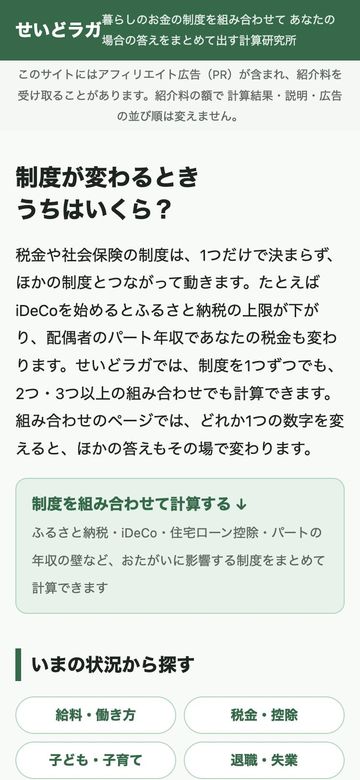 せいどラガ
暮らしのお金の制度を組み合わせて あなたの
場合の答えをまとめて出す計算研究所
このサイトにはアフィリエイト広告（PR）が含まれ、紹介料を
受け取ることがあります。紹介料の額で 計算結果・説明・広告
の並び順は変えません。
制度が変わるとき
うちはいくら？
税金や社会保険の制度は、1つだけで決まらず、
ほかの制度とつながって動きます。たとえば
iDeCoを始めるとふるさと納税の上限が下が
り、配偶者のパート年収であなたの税金も変わ
ります。せいどラガでは、制度を1つずつでも、
2つ・3つ以上の組み合わせでも計算できます。
組み合わせのページでは、どれか1つの数字を変
えると、ほかの答えもその場で変わります。
制度を組み合わせて計算する ↓
ふるさと納税・iDeCo・住宅ローン控除・パートの
年収の壁など、おたがいに影響する制度をまとめて
計算できます
いまの状況から探す
給料・働き方
税金・控除
子ども・子育て
退職・失業